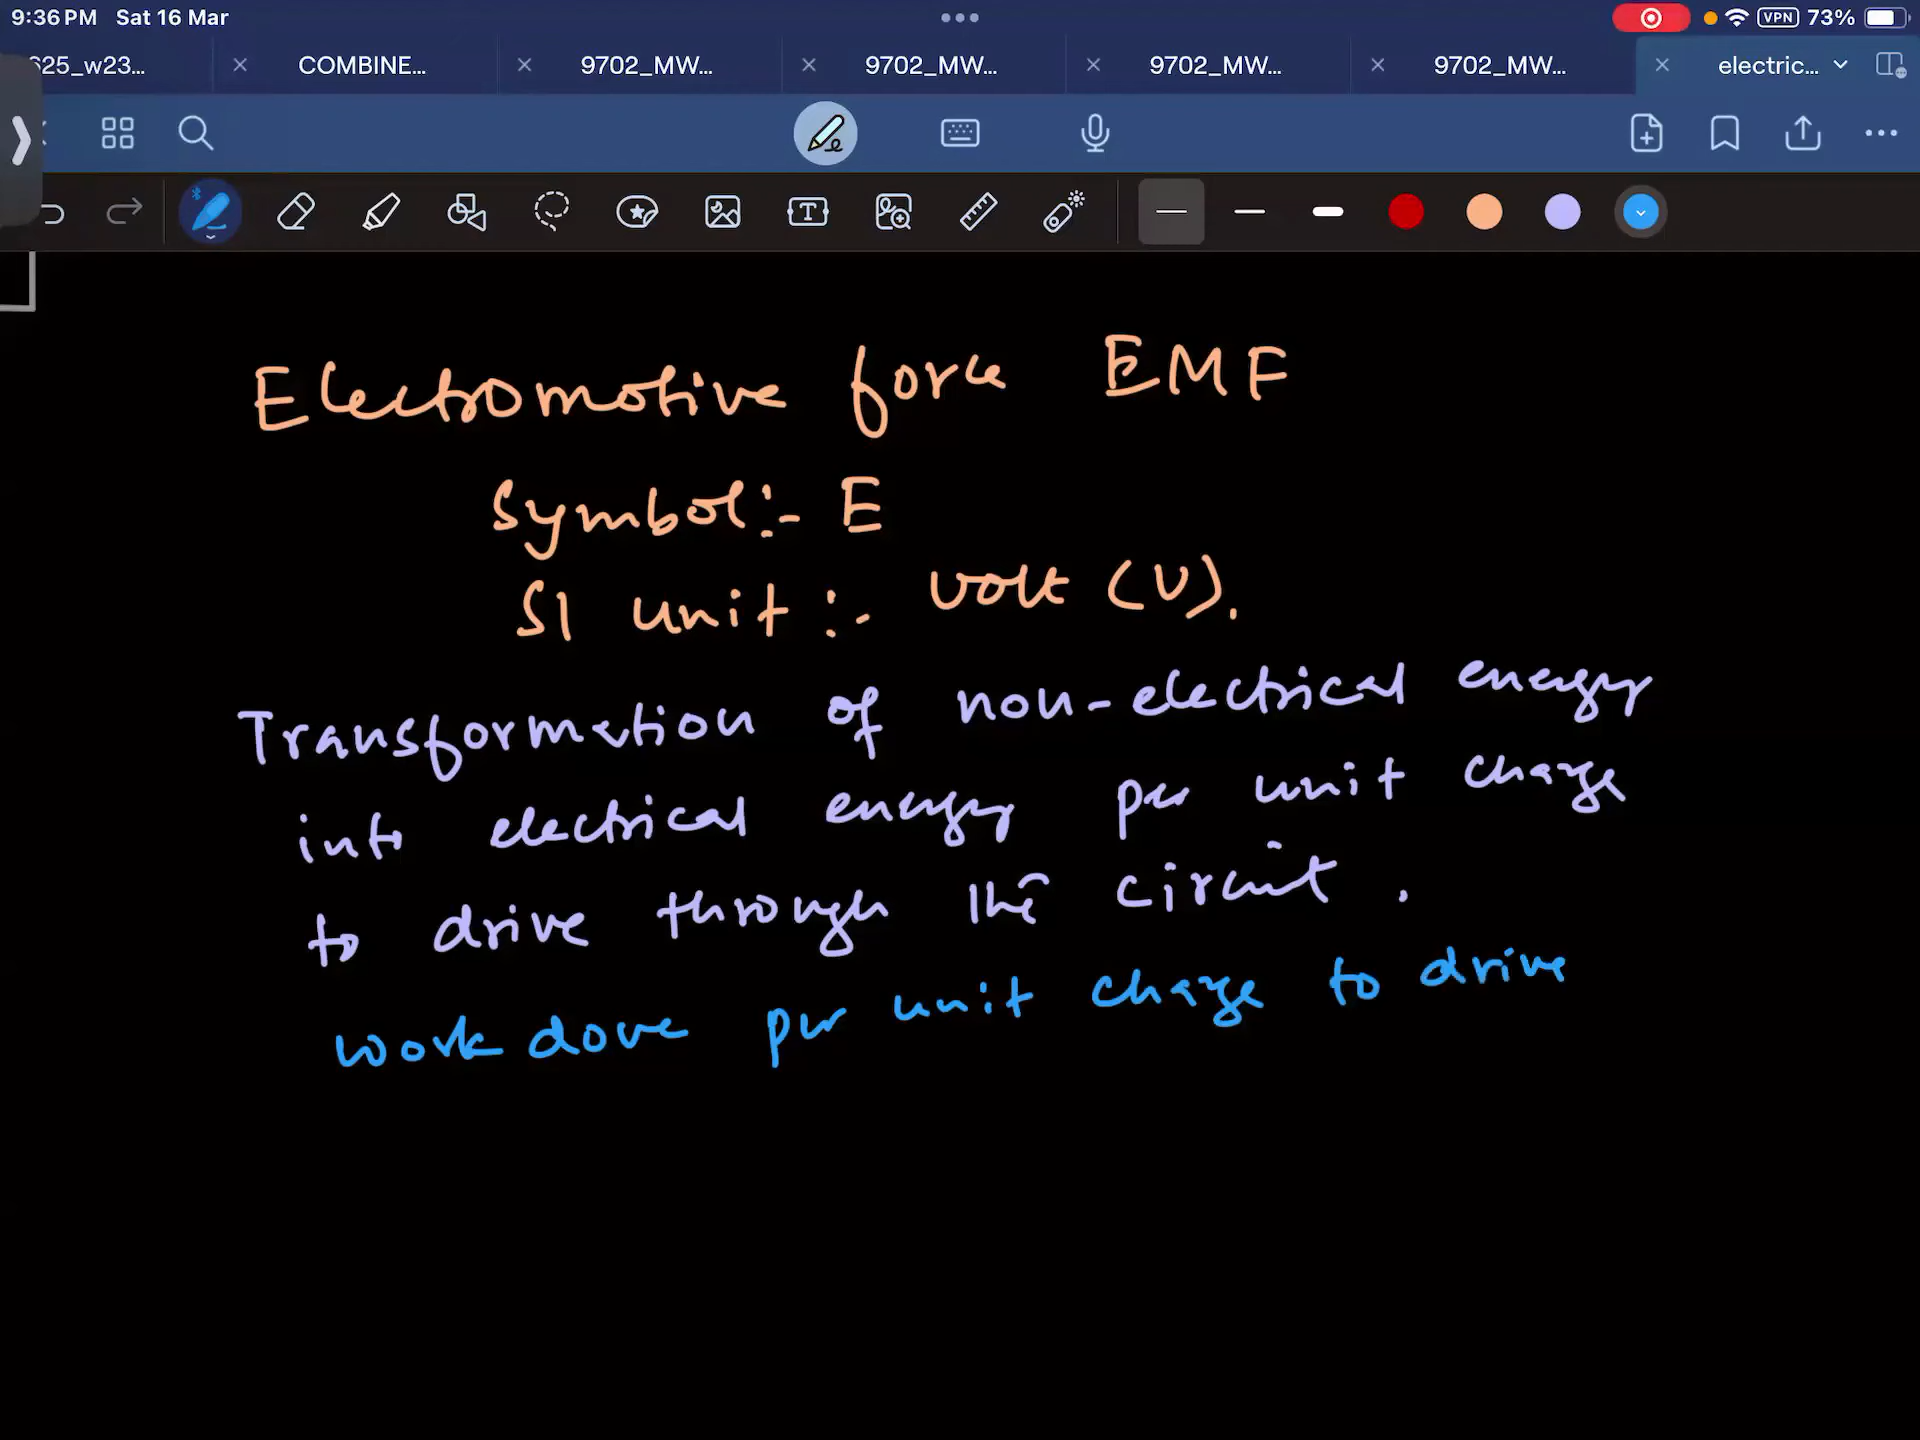 9:36 PM Sat 16 Mar
VPN 73%
625_w23... COMBINE... 9702_MW... 9702_MW... 9702_MW... 9702_MW... electric...
Electromotive force EMF
Symbol:- E
SI unit :- Volt (V).
Transformation of non-electrical energy
into electrical energy per unit charge
to drive through the circuit.
work done per unit charge to drive